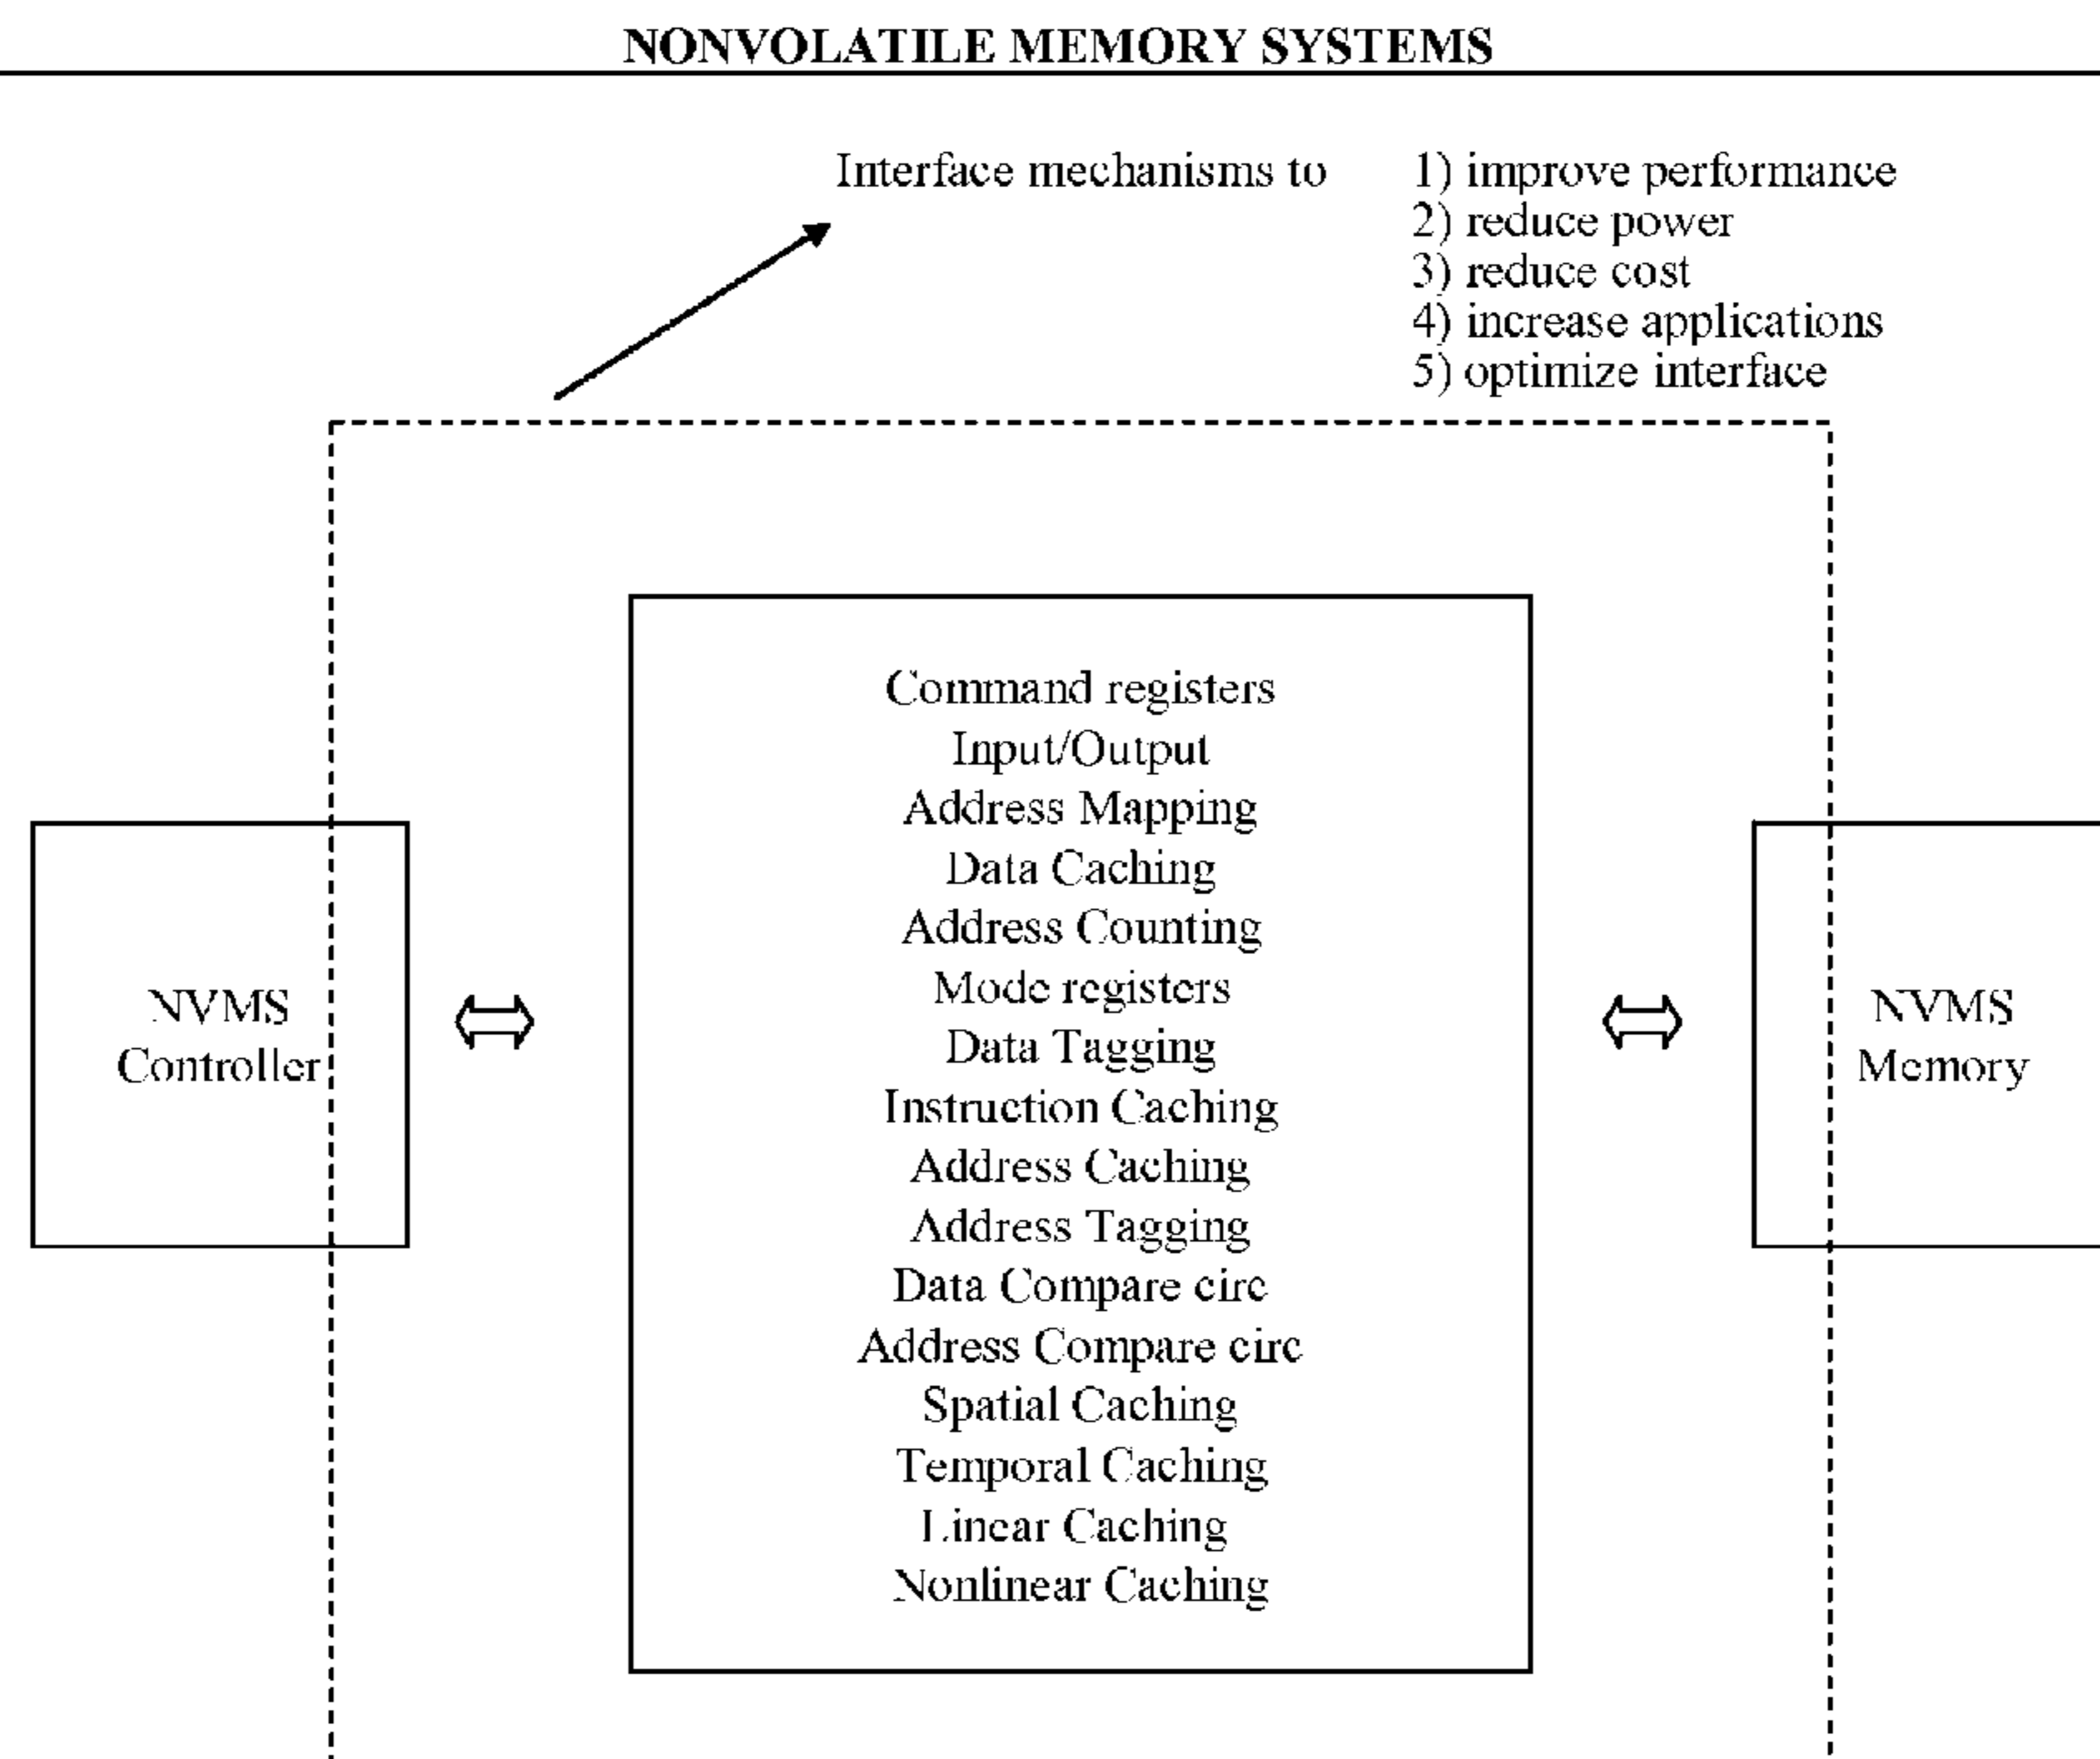 NONVOLATILE MEMORY SYSTEMS
Interface mechanisms to
1) improve performance
2) reduce power
3) reduce cost
4) increase applications
5) optimize interface
NVMS
Controller
Command registers
Input/Output
Address Mapping
Data Caching
Address Counting
Mode registers
Data Tagging
Instruction Caching
Address Caching
Address Tagging
Data Compare circ
Address Compare circ
Spatial Caching
Temporal Caching
Linear Caching
Nonlinear Caching
NVMS
Memory